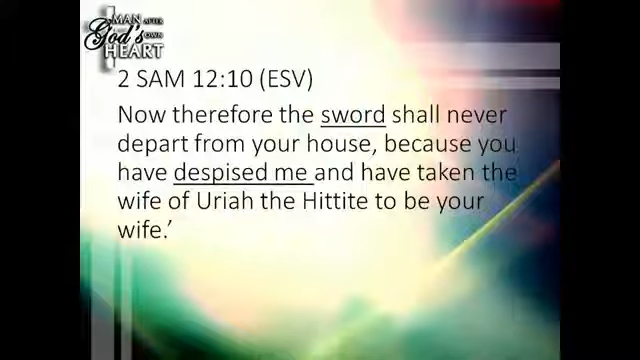 A
MAN AFTER
God's OWN
HEART
2 SAM 12:10 (ESV)
Now therefore the sword shall never
depart from your house, because you
have despised me and have taken the
wife of Uriah the Hittite to be your
wife.’